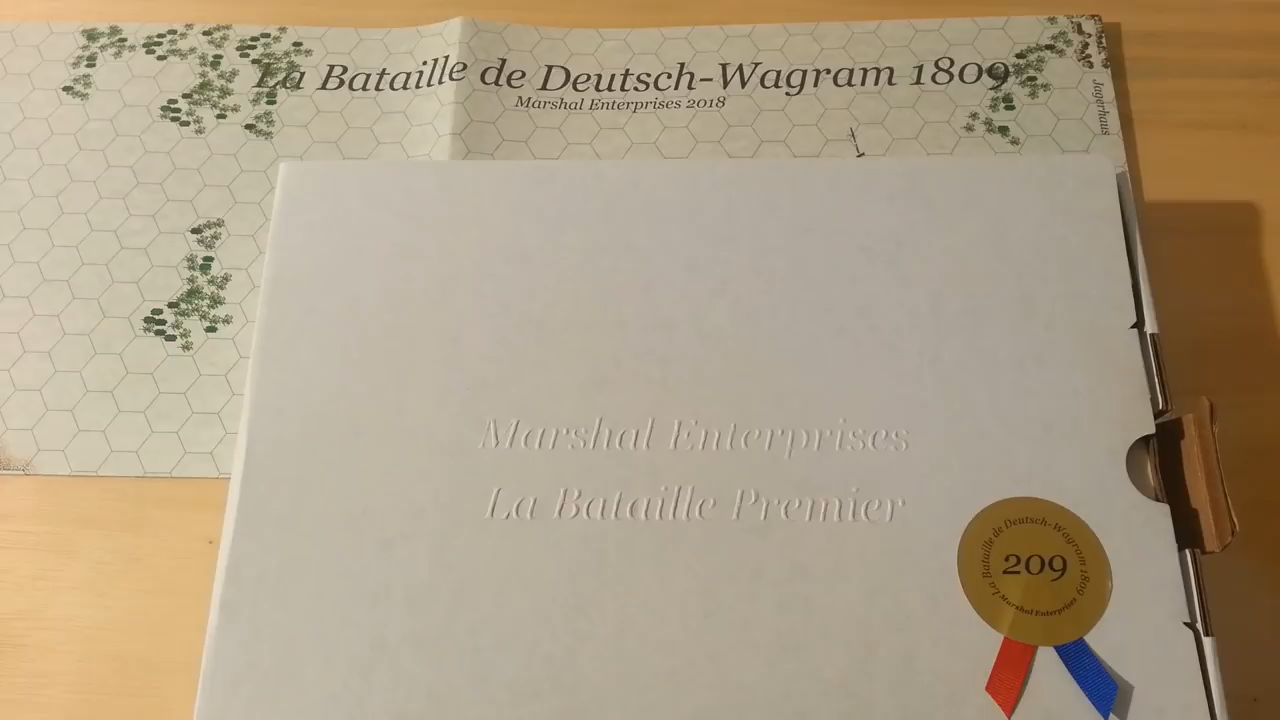 La Bataille de Deutsch-Wagram 1809
Marshal Enterprises 2018
Jagerhaus
Marshal Enterprises
La Bataille Premier
La Bataille de Deutsch-Wagram 1809
209
Marshal Enterprises